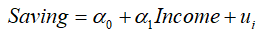 Saving = α₀ + α₁Income + uᵢ